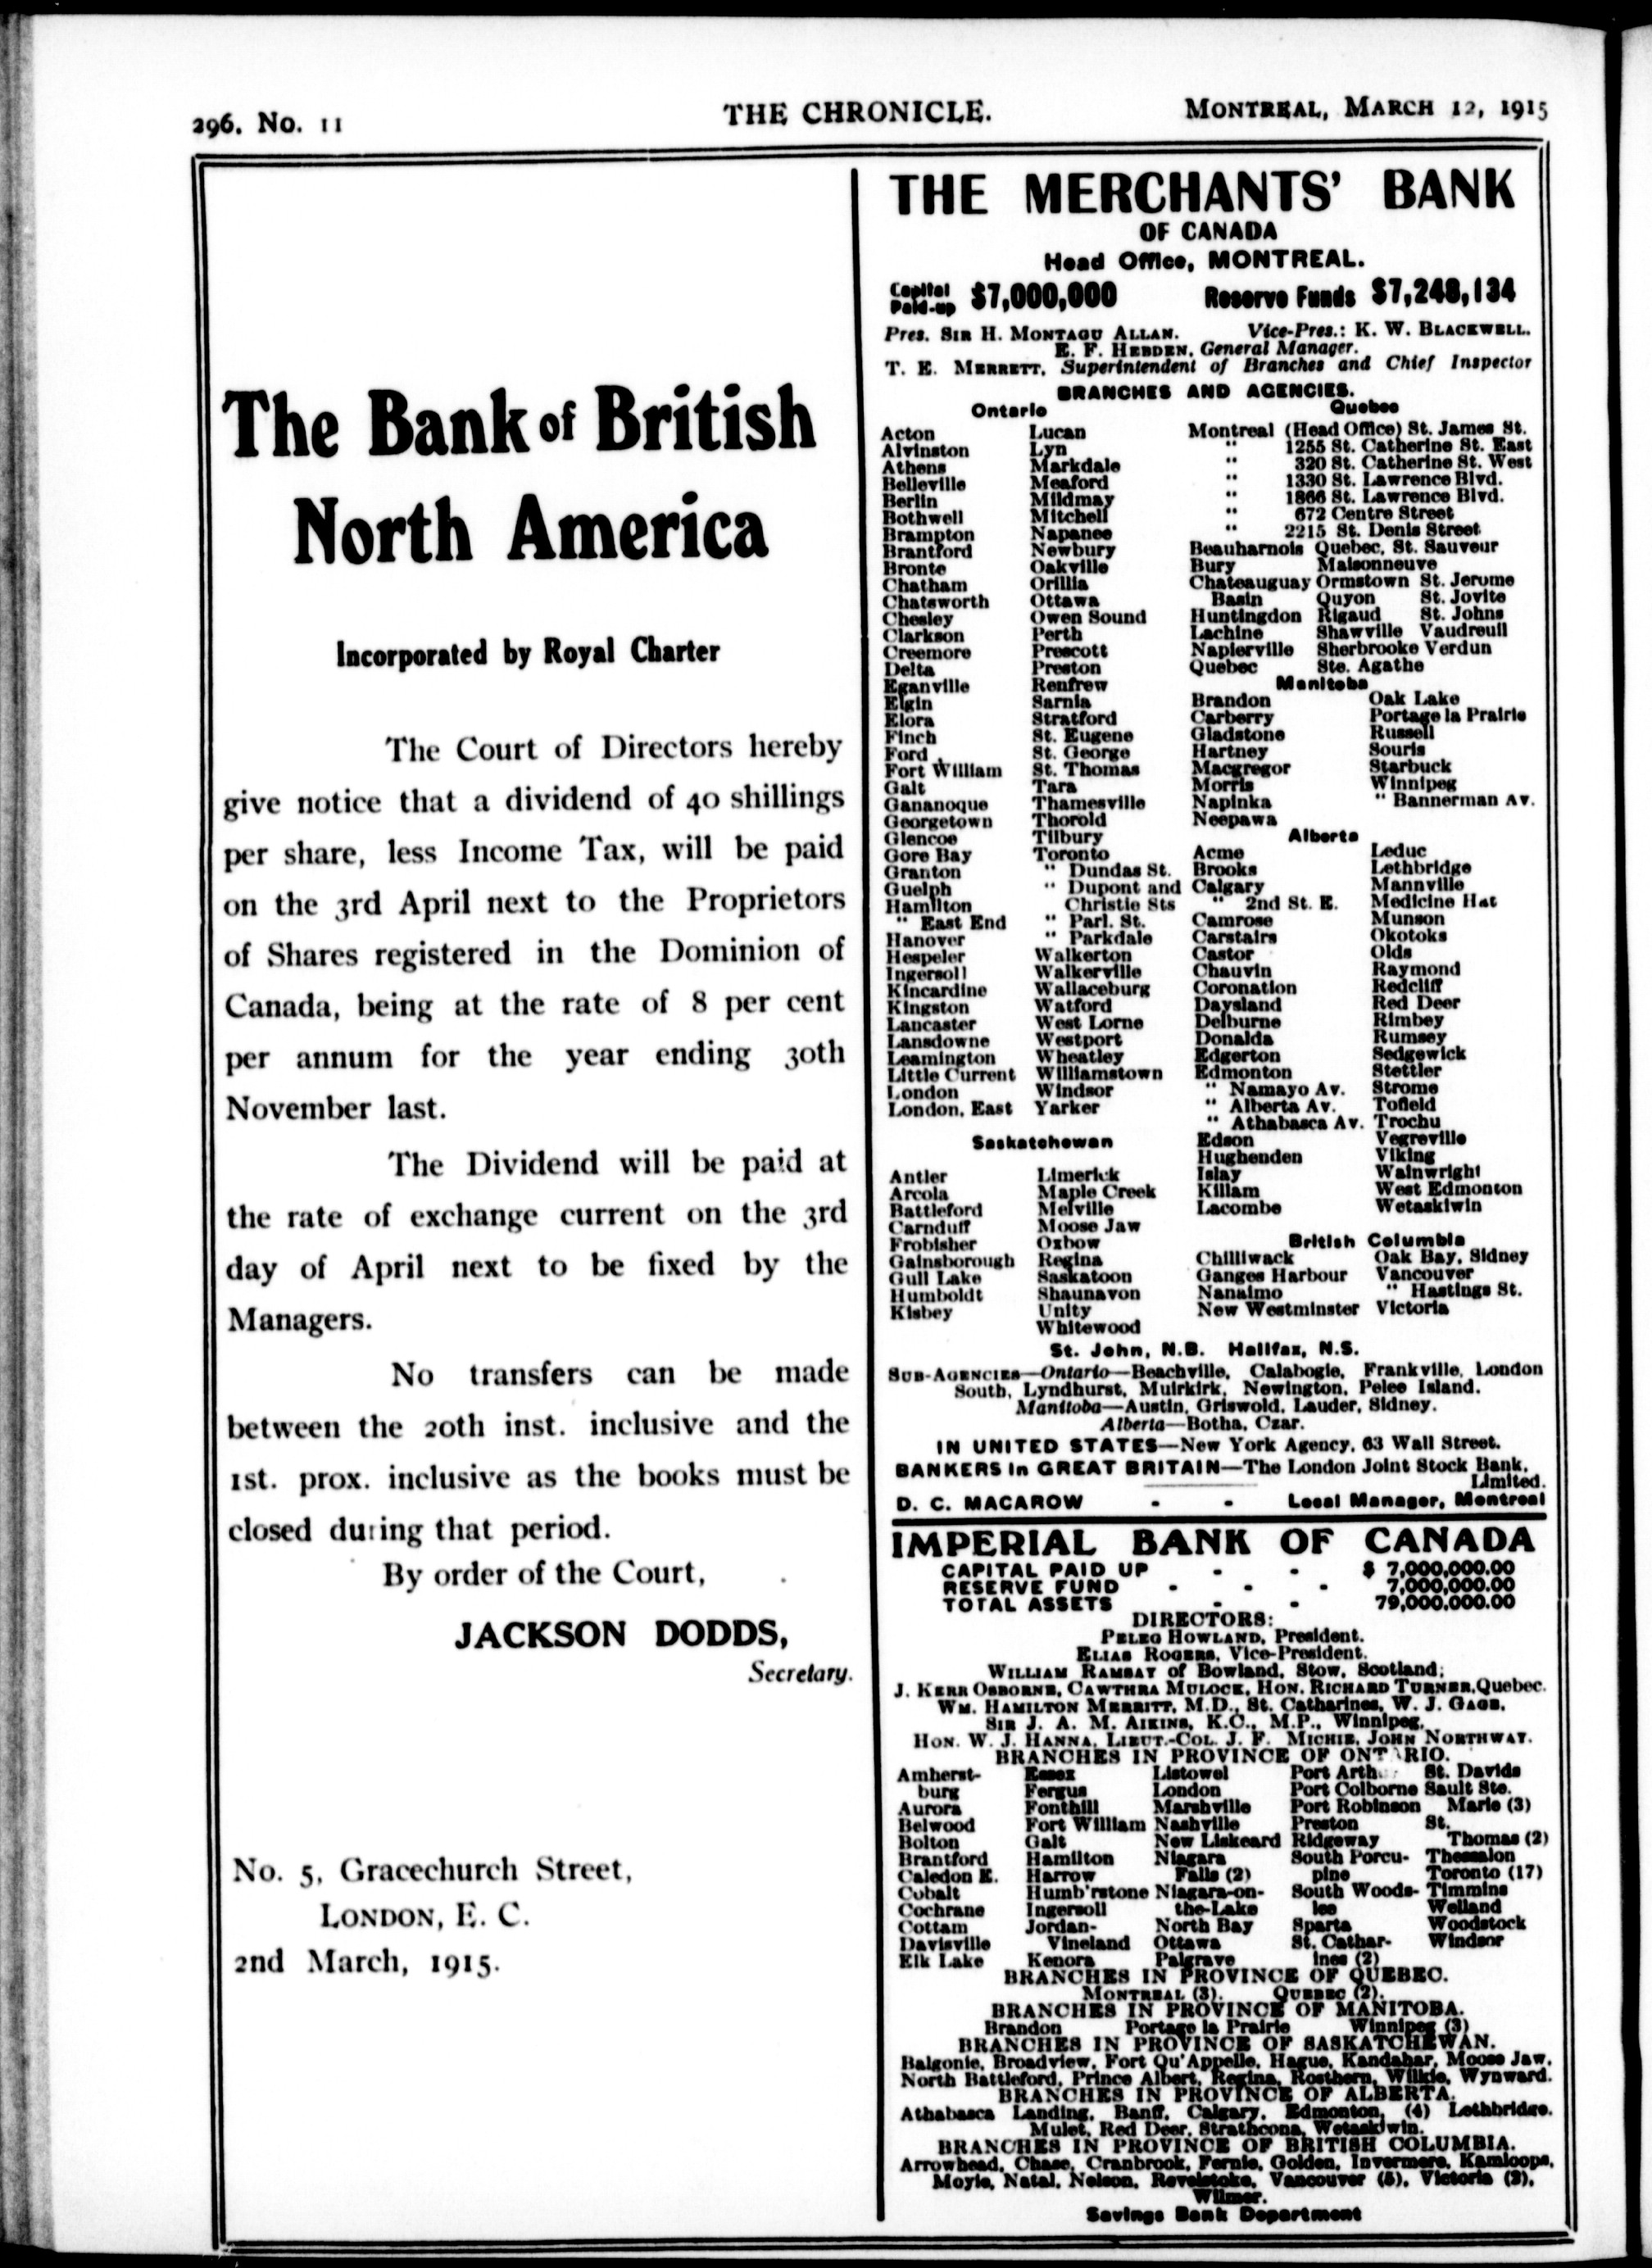 296. No. 11
THE CHRONICLE.
MONTREAL, MARCH 12, 1915
The Bank of British
North America
Incorporated by Royal Charter
The Court of Directors hereby
give notice that a dividend of 40 shillings
per share, less Income Tax, will be paid
on the 3rd April next to the Proprietors
of Shares registered in the Dominion of
Canada, being at the rate of 8 per cent
per annum for the year ending 30th
November last.
The Dividend will be paid at
the rate of exchange current on the 3rd
day of April next to be fixed by the
Managers.
No transfers can be made
between the 20th inst. inclusive and the
1st. prox. inclusive as the books must be
closed during that period.
By order of the Court,
JACKSON DODDS,
Secretary.
No. 5, Gracechurch Street,
LONDON, E. C.
2nd March, 1915.
THE MERCHANTS' BANK
OF CANADA
Head Office, MONTREAL.
Capital Paid-up $7,000,000 Reserve Funds $7,248,134
Pres. SIR H. MONTAGU ALLAN. Vice-Pres.: K. W. BLACKWELL.
E. F. HEBDEN, General Manager.
T. E. MERRETT, Superintendent of Branches and Chief Inspector
BRANCHES AND AGENCIES.
Ontario
Acton
Alvinston
Athens
Belleville
Berlin
Bothwell
Brampton
Brantford
Bronte
Chatham
Chatsworth
Chesley
Clarkson
Creemore
Delta
Eganville
Elgin
Elora
Finch
Ford
Fort William
Galt
Gananoque
Georgetown
Glencoe
Gore Bay
Granton
Guelph
Hamilton
" East End
Hanover
Hespeler
Ingersoll
Kincardine
Kingston
Lancaster
Lansdowne
Leamington
Little Current
London
London, East
Lucan
Lyn
Markdale
Meaford
Mildmay
Mitchell
Napanee
Newbury
Oakville
Orillia
Ottawa
Owen Sound
Perth
Prescott
Preston
Renfrew
Sarnia
Stratford
St. Eugene
St. George
St. Thomas
Tara
Thamesville
Thorold
Tilbury
Toronto
" Dundas St.
" Dupont and
Christie Sts
" Parl. St.
" Parkdale
Walkerton
Walkerville
Wallaceburg
Watford
West Lorne
Westport
Wheatley
Williamstown
Windsor
Yarker
Quebec
Montreal (Head Office) St. James St.
" 1255 St. Catherine St. East
" 320 St. Catherine St. West
" 1330 St. Lawrence Blvd.
" 1866 St. Lawrence Blvd.
" 672 Centre Street
" 2215 St. Denis Street
Beauharnois Quebec, St. Sauveur
Bury Maisonneuve
Chateauguay Ormstown St. Jerome
Basin Quyon St. Jovite
Huntingdon Rigaud St. Johns
Lachine Shawville Vaudreuil
Napierville Sherbrooke Verdun
Quebec Ste. Agathe
Manitoba
Brandon Oak Lake
Carberry Portage la Prairie
Gladstone Russell
Hartney Souris
Macgregor Starbuck
Morris Winnipeg
Napinka " Bannerman Av.
Neepawa
Alberta
Acme Leduc
Brooks Lethbridge
Calgary Mannville
" 2nd St. E. Medicine Hat
Camrose Munson
Carstairs Okotoks
Castor Olds
Chauvin Raymond
Coronation Redcliff
Daysland Red Deer
Delburne Rimbey
Donalda Rumsey
Edgerton Sedgewick
Edmonton Stettler
" Namayo Av. Strome
" Alberta Av. Tofield
" Athabasca Av. Trochu
Edson Vegreville
Hughenden Viking
Islay Wainwright
Killam West Edmonton
Lacombe Wetaskiwin
Saskatchewan
Antler Limerick
Arcola Maple Creek
Battleford Melville
Carnduff Moose Jaw
Frobisher Oxbow
Gainsborough Regina
Gull Lake Saskatoon
Humboldt Shaunavon
Kisbey Unity
Whitewood
British Columbia
Chilliwack Oak Bay, Sidney
Ganges Harbour Vancouver
Nanaimo " Hastings St.
New Westminster Victoria
St. John, N.B. Halifax, N.S.
SUB-AGENCIES—Ontario—Beachville, Calabogie, Frankville, London
South, Lyndhurst, Muirkirk, Newington, Pelee Island.
Manitoba—Austin, Griswold, Lauder, Sidney.
Alberta—Botha, Czar.
IN UNITED STATES—New York Agency, 63 Wall Street.
BANKERS in GREAT BRITAIN—The London Joint Stock Bank,
Limited.
D. C. MACAROW - - Local Manager, Montreal
IMPERIAL BANK OF CANADA
CAPITAL PAID UP - - $ 7,000,000.00
RESERVE FUND - - - 7,000,000.00
TOTAL ASSETS - - 79,000,000.00
DIRECTORS:
PELEG HOWLAND, President.
ELIAS ROGERS, Vice-President.
WILLIAM RAMSAY of Bowland, Stow, Scotland;
J. KERR OSBORNE, CAWTHRA MULOCK, HON. RICHARD TURNER, Quebec.
WM. HAMILTON MERRITT, M.D., St. Catharines, W. J. GAGE,
SIR J. A. M. AIKINS, K.C., M.P., Winnipeg,
HON. W. J. HANNA, LIEUT.-COL. J. F. MICHIE, JOHN NORTHWAY.
BRANCHES IN PROVINCE OF ONTARIO.
Amherst- Essex Listowel Port Arth St. Davids
burg Fergus London Port Colborne Sault Ste.
Aurora Fonthill Marshville Port Robinson Marie (3)
Belwood Fort William Nashville Preston St.
Bolton Galt New Liskeard Ridgeway Thomas (2)
Brantford Hamilton Niagara South Porcu- Thessalon
Caledon E. Harrow Falls (2) pine Toronto (17)
Cobalt Humb'rstone Niagara-on- South Woods- Timmins
Cochrane Ingersoll the-Lake lee Welland
Cottam Jordan- North Bay Sparta Woodstock
Davisville Vineland Ottawa St. Cathar- Windsor
Elk Lake Kenora Palgrave ines (2)
BRANCHES IN PROVINCE OF QUEBEC.
MONTREAL (3). QUEBEC (2).
BRANCHES IN PROVINCE OF MANITOBA.
Brandon Portage la Prairie Winnipeg (3)
BRANCHES IN PROVINCE OF SASKATCHEWAN.
Balgonie, Broadview, Fort Qu'Appelle, Hague, Kandahar, Moose Jaw,
North Battleford, Prince Albert, Regina, Rosthern, Wilkie, Wynward.
BRANCHES IN PROVINCE OF ALBERTA.
Athabasca Landing, Banff, Calgary, Edmonton, (4) Lethbridge.
Mulet, Red Deer, Strathcona, Wetaskiwin.
BRANCHES IN PROVINCE OF BRITISH COLUMBIA.
Arrowhead, Chase, Cranbrook, Fernie, Golden, Invermere, Kamloops,
Moyie, Natal, Nelson, Revelstoke, Vancouver (5), Victoria (2),
Wilmer.
Savings Bank Department